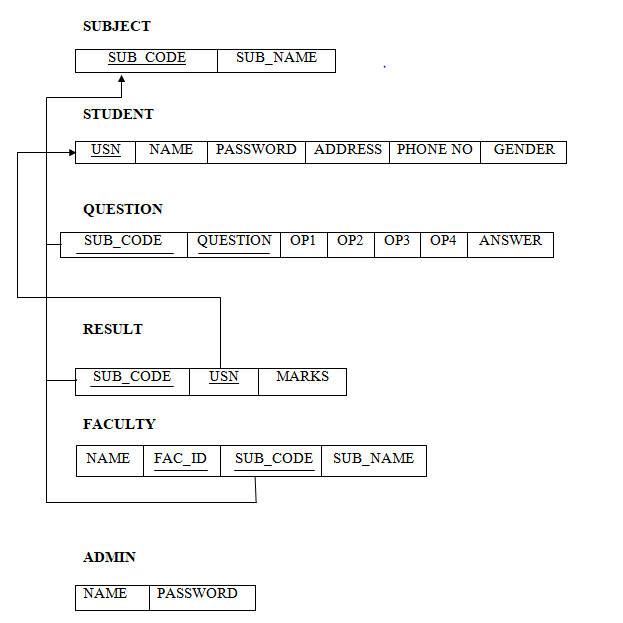 SUBJECT
SUB_CODE SUB_NAME
STUDENT
USN NAME PASSWORD ADDRESS PHONE NO GENDER
QUESTION
SUB_CODE QUESTION OP1 OP2 OP3 OP4 ANSWER
RESULT
SUB_CODE USN MARKS
FACULTY
NAME FAC_ID SUB_CODE SUB_NAME
ADMIN
NAME PASSWORD